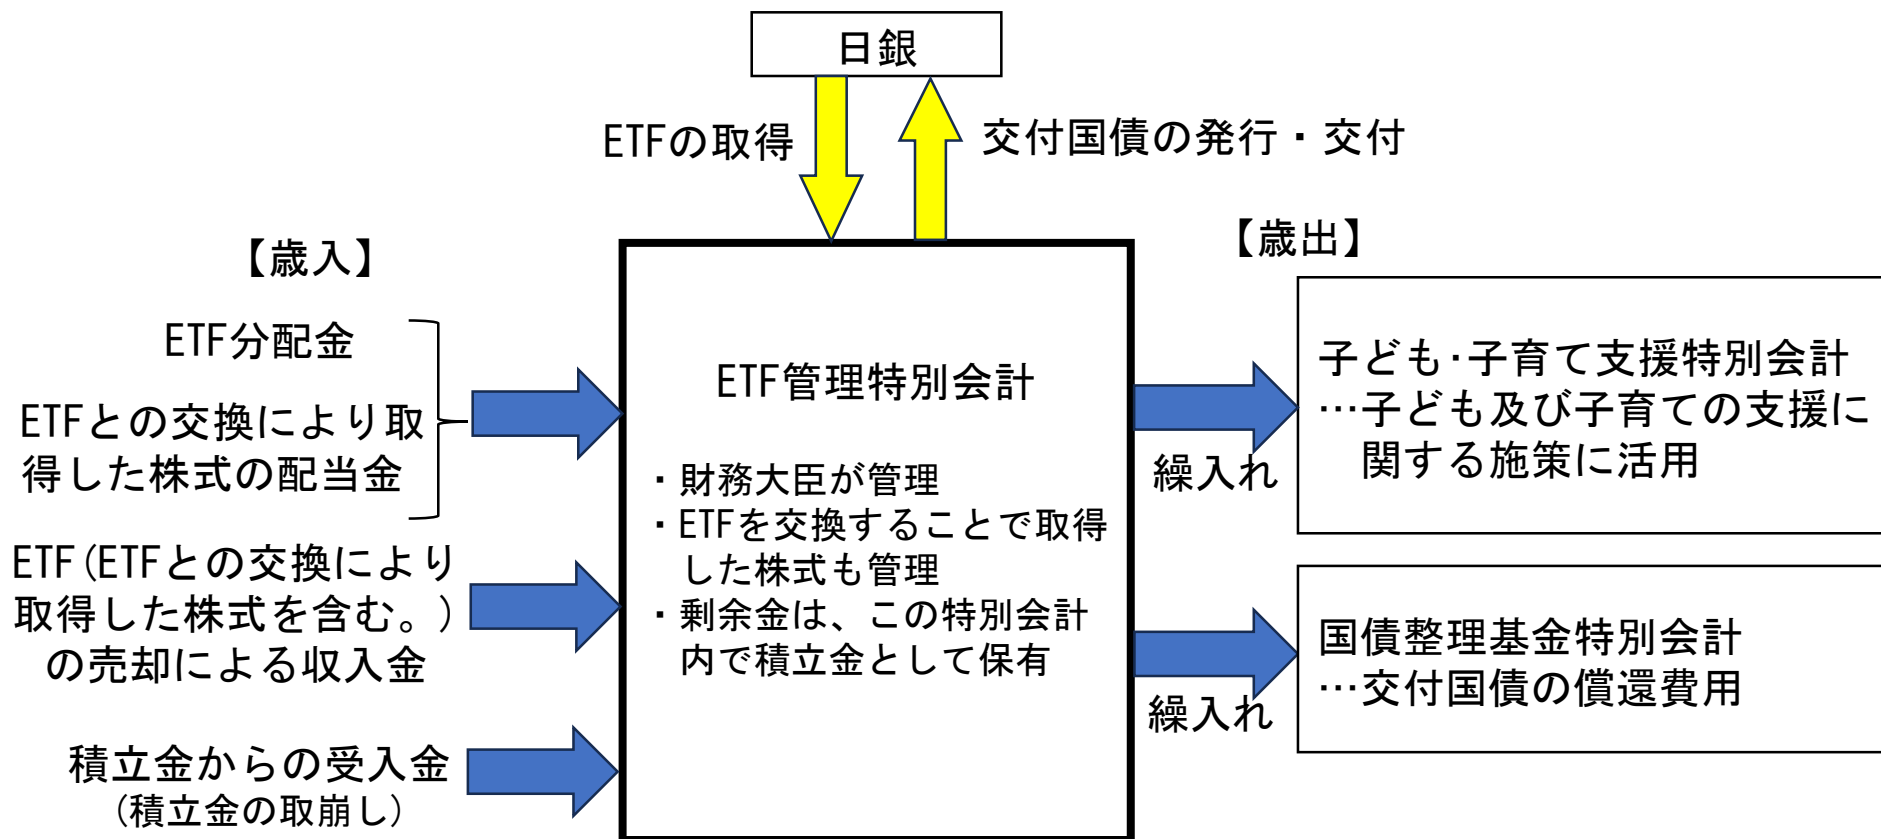 日銀
ETFの取得
交付国債の発行・交付
【歳入】
ETF分配金
ETFとの交換により取
得した株式の配当金
ETF(ETFとの交換により
取得した株式を含む。)
の売却による収入金
積立金からの受入金
(積立金の取崩し)
ETF管理特別会計
・財務大臣が管理
・ETFを交換することで取得
した株式も管理
・剰余金は、この特別会計
内で積立金として保有
【歳出】
子ども・子育て支援特別会計
…子ども及び子育ての支援に
関する施策に活用
繰入れ
国債整理基金特別会計
…交付国債の償還費用
繰入れ